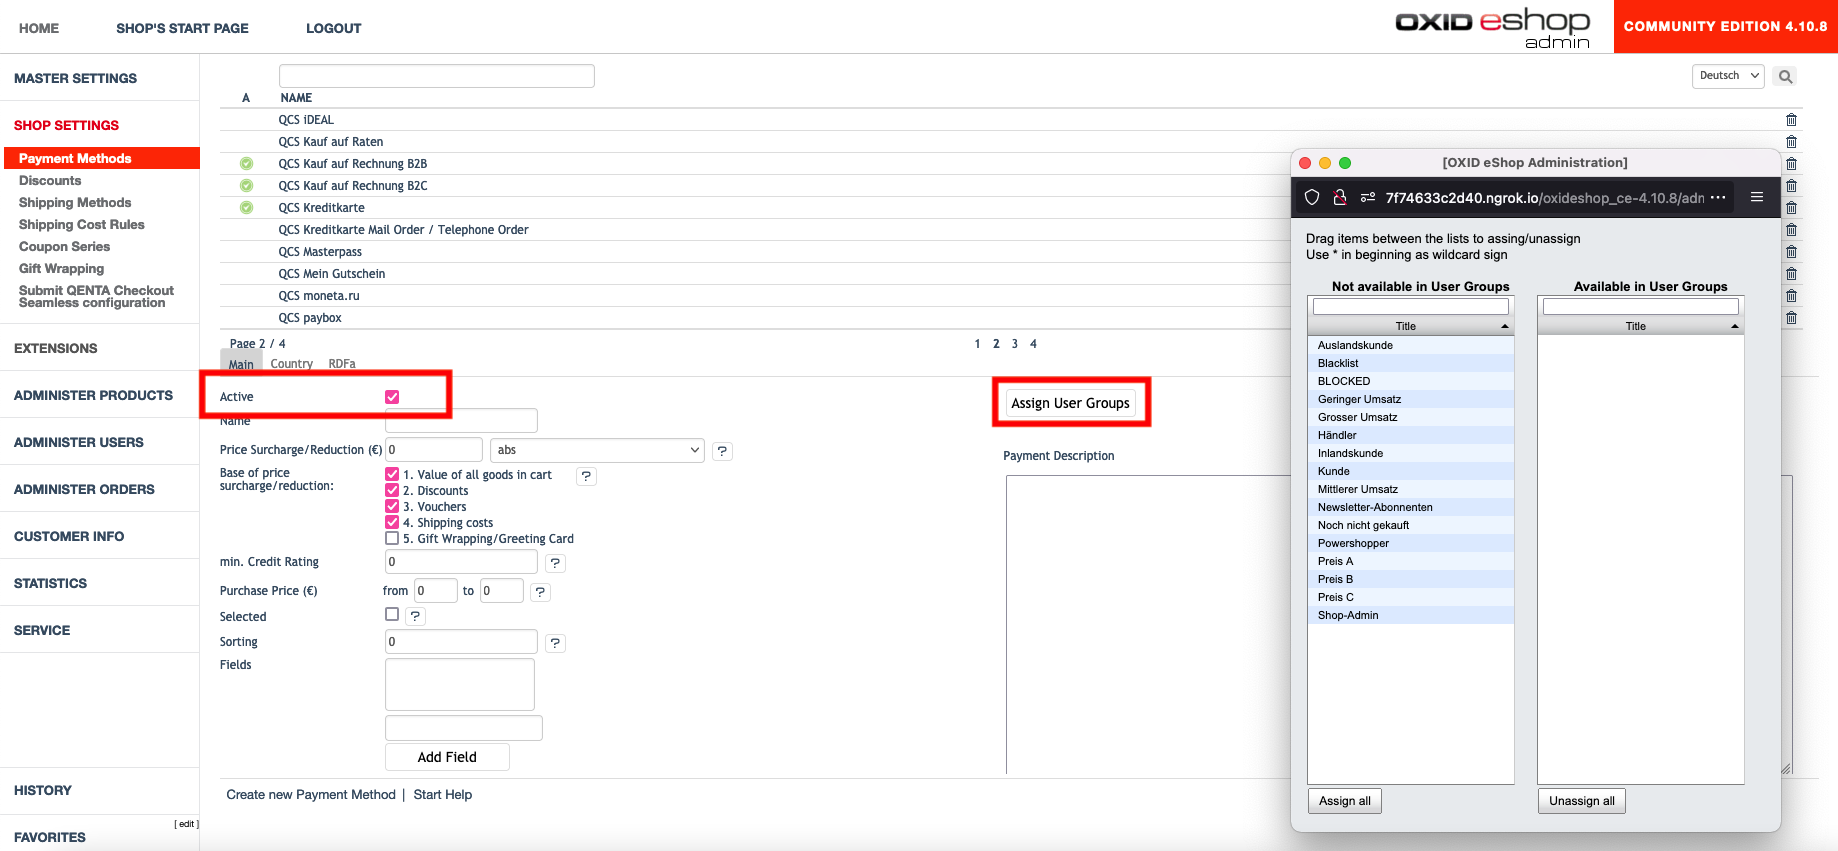 HOME
SHOP'S START PAGE
LOGOUT
OXID eshop
admin
COMMUNITY EDITION 4.10.8
MASTER SETTINGS
SHOP SETTINGS
Payment Methods
Discounts
Shipping Methods
Shipping Cost Rules
Coupon Series
Gift Wrapping
Submit QENTA Checkout
Seamless configuration
EXTENSIONS
ADMINISTER PRODUCTS
ADMINISTER USERS
ADMINISTER ORDERS
CUSTOMER INFO
STATISTICS
SERVICE
HISTORY
[ edit ]
FAVORITES
Deutsch
A NAME
QCS iDEAL
QCS Kauf auf Raten
QCS Kauf auf Rechnung B2B
QCS Kauf auf Rechnung B2C
QCS Kreditkarte
QCS Kreditkarte Mail Order / Telephone Order
QCS Masterpass
QCS Mein Gutschein
QCS moneta.ru
QCS paybox
Page 2 / 4
1 2 3 4
Main Country RDFa
Active
Name
Price Surcharge/Reduction (€) 0 abs ?
Base of price
surcharge/reduction:
1. Value of all goods in cart ?
2. Discounts
3. Vouchers
4. Shipping costs
5. Gift Wrapping/Greeting Card
min. Credit Rating 0 ?
Purchase Price (€) from 0 to 0 ?
Selected ?
Sorting 0 ?
Fields
Add Field
Assign User Groups
Payment Description
Create new Payment Method | Start Help
[OXID eShop Administration]
7f74633c2d40.ngrok.io/oxideshop_ce-4.10.8/adn ···
Drag items between the lists to assing/unassign
Use * in beginning as wildcard sign
Not available in User Groups
Title
Auslandskunde
Blacklist
BLOCKED
Geringer Umsatz
Grosser Umsatz
Händler
Inlandskunde
Kunde
Mittlerer Umsatz
Newsletter-Abonnenten
Noch nicht gekauft
Powershopper
Preis A
Preis B
Preis C
Shop-Admin
Assign all
Available in User Groups
Title
Unassign all